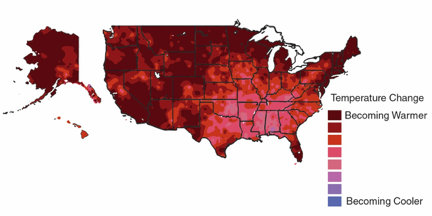 Temperature Change
Becoming Warmer
Becoming Cooler